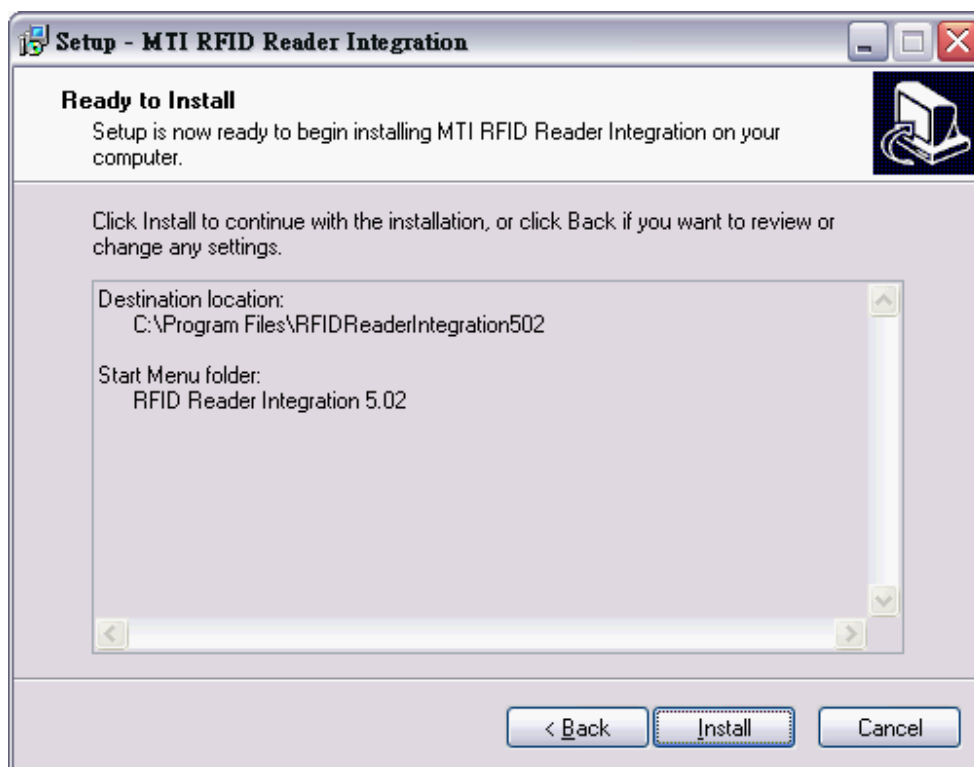 Setup - MTI RFID Reader Integration
Ready to Install
Setup is now ready to begin installing MTI RFID Reader Integration on your
computer.
Click Install to continue with the installation, or click Back if you want to review or
change any settings.
Destination location:
C:\Program Files\RFIDReaderIntegration502
Start Menu folder:
RFID Reader Integration 5.02
< Back
Install
Cancel